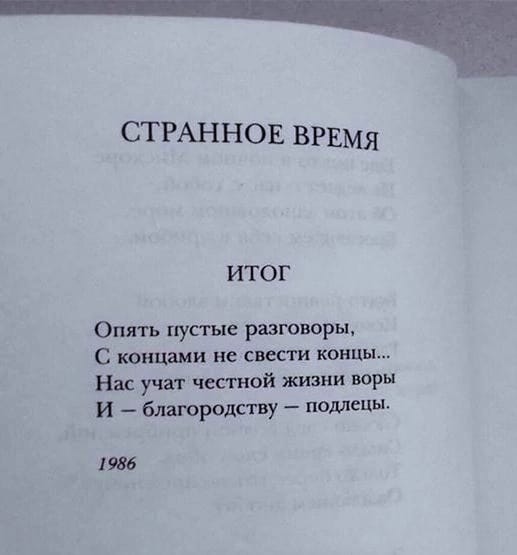 СТРАННОЕ ВРЕМЯ
ИТОГ
Опять пустые разговоры,
С концами не свести концы...
Нас учат честной жизни воры
И – благородству – подлецы.
1986